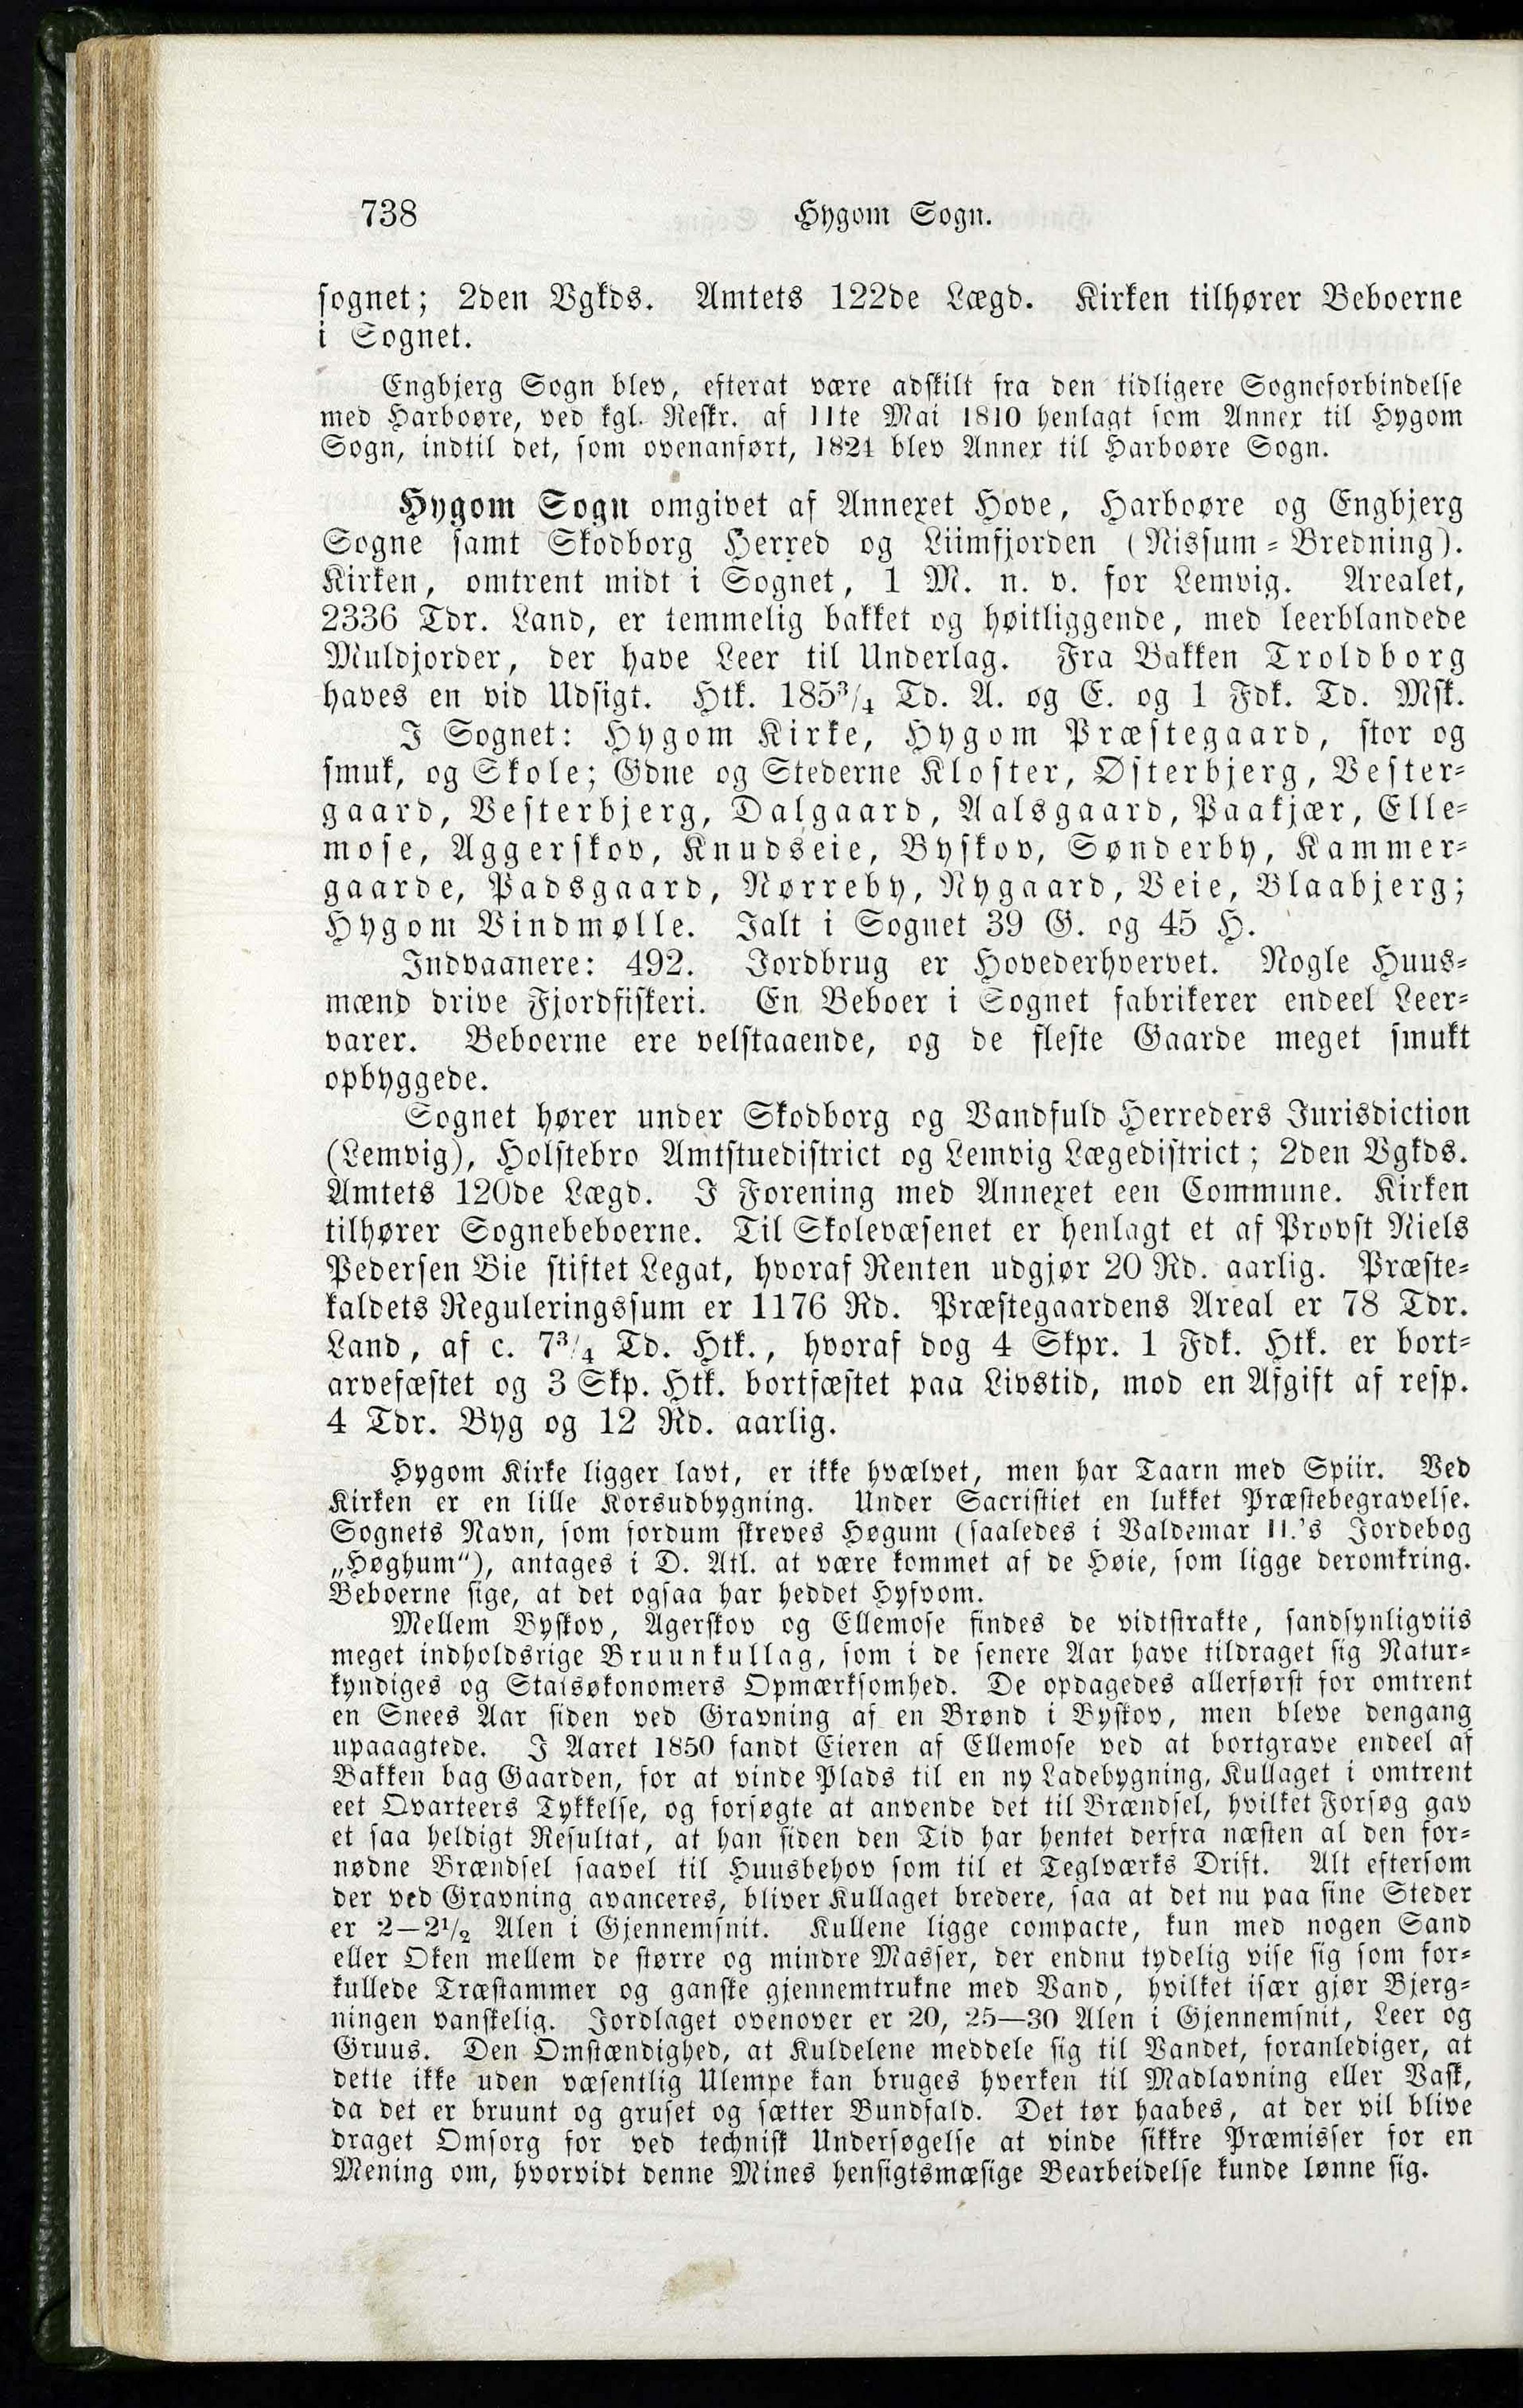 738 Hygom Sogn.
sognet; 2den Vgkds. Amtets 122de Lægd. Kirken tilhører Beboerne
i Sognet.
Engbjerg Sogn blev, efterat være adskilt fra den tidligere Sogneforbindelse
med Harboøre, ved kgl. Reskr. af 11te Mai 1810 henlagt som Annex til Hygom
Sogn, indtil det, som ovenanført, 1821 blev Annex til Harboøre Sogn.
Hygom Sogn omgivet af Annexet Hove, Harboøre og Engbjerg
Sogne samt Skodborg Herred og Liimfjorden (Nissum-Bredning).
Kirken, omtrent midt i Sognet, 1 M. n. v. for Lemvig. Arealet,
2336 Tdr. Land, er temmelig bakket og høitliggende, med leerblandede
Muldjorder, der have Leer til Underlag. Fra Bakken Troldborg
haves en vid Udsigt. Htk. 185 3/4 Td. A. og E. og 1 Fdk. Td. Msk.
I Sognet: Hygom Kirke, Hygom Præstegaard, stor og
smuk, og Skole; Gdne og Stederne Kloster, Østerbjerg, Vester-
gaard, Vesterbjerg, Dalgaard, Aalsgaard, Paakjær, Elle-
mose, Aggerskov, Knudseie, Byskov, Sønderby, Kammer-
gaarde, Padsgaard, Nørreby, Nygaard, Veie, Blaabjerg;
Hygom Vindmølle. Ialt i Sognet 39 G. og 45 H.
Indvaanere: 492. Jordbrug er Hovederhvervet. Nogle Huus-
mænd drive Fjordfiskeri. En Beboer i Sognet fabrikerer endeel Leer-
varer. Beboerne ere velstaaende, og de fleste Gaarde meget smukt
opbyggede.
Sognet hører under Skodborg og Vandfuld Herreders Jurisdiction
(Lemvig), Holstebro Amtstuedistrict og Lemvig Lægedistrict; 2den Vgkds.
Amtets 120de Lægd. I Forening med Annexet een Commune. Kirken
tilhører Sognebeboerne. Til Skolevæsenet er henlagt et af Provst Niels
Pedersen Bie stiftet Legat, hvoraf Renten udgjør 20 Rd. aarlig. Præste-
kaldets Reguleringssum er 1176 Rd. Præstegaardens Areal er 78 Tdr.
Land, af c. 7 3/4 Td. Htk., hvoraf dog 4 Skpr. 1 Fdk. Htk. er bort-
arvefæstet og 3 Skp. Htk. bortfæstet paa Livstid, mod en Afgift af resp.
4 Tdr. Byg og 12 Rd. aarlig.
Hygom Kirke ligger lavt, er ikke hvælvet, men har Taarn med Spiir. Ved
Kirken er en lille Korsudbygning. Under Sacristiet en lukket Præstebegravelse.
Sognets Navn, som fordum skreves Høgum (saaledes i Valdemar II.'s Jordebog
„Høghum“), antages i D. Atl. at være kommet af de Høie, som ligge deromkring.
Beboerne sige, at det ogsaa har heddet Hyfvom.
Mellem Byskov, Agerskov og Ellemose findes de vidtstrakte, sandsynligviis
meget indholdsrige Bruunkullag, som i de senere Aar have tildraget sig Natur-
kyndiges og Statsøkonomers Opmærksomhed. De opdagedes allerførst for omtrent
en Snees Aar siden ved Gravning af en Brønd i Byskov, men bleve dengang
upaaagtede. I Aaret 1850 fandt Eieren af Ellemose ved at bortgrave endeel af
Bakken bag Gaarden, for at vinde Plads til en ny Ladebygning, Kullaget i omtrent
eet Qvarteers Tykkelse, og forsøgte at anvende det til Brændsel, hvilket Forsøg gav
et saa heldigt Resultat, at han siden den Tid har hentet derfra næsten al den for-
nødne Brændsel saavel til Huusbehov som til et Teglværks Drift. Alt eftersom
der ved Gravning avanceres, bliver Kullaget bredere, saa at det nu paa sine Steder
er 2—2 1/2 Alen i Gjennemsnit. Kullene ligge compacte, kun med nogen Sand
eller Oken mellem de større og mindre Masser, der endnu tydelig vise sig som for-
kullede Træstammer og ganske gjennemtrukne med Vand, hvilket især gjør Bjerg-
ningen vanskelig. Jordlaget ovenover er 20, 25—30 Alen i Gjennemsnit, Leer og
Gruus. Den Omstændighed, at Kuldelene meddele sig til Vandet, foranlediger, at
dette ikke uden væsentlig Ulempe kan bruges hverken til Madlavning eller Vask,
da det er bruunt og gruset og sætter Bundfald. Det tør haabes, at der vil blive
draget Omsorg for ved technisk Undersøgelse at vinde sikkre Præmisser for en
Mening om, hvorvidt denne Mines hensigtsmæsige Bearbeidelse kunde lønne sig.